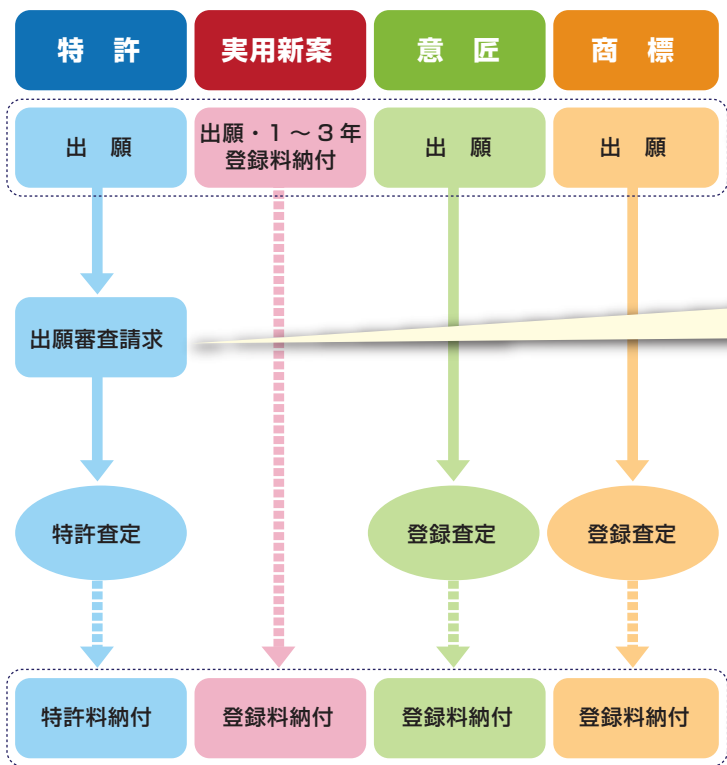 特 許
実用新案
意 匠
商 標
出 願
出願・1～3年
登録料納付
出 願
出 願
出願審査請求
特許査定
登録査定
登録査定
特許料納付
登録料納付
登録料納付
登録料納付